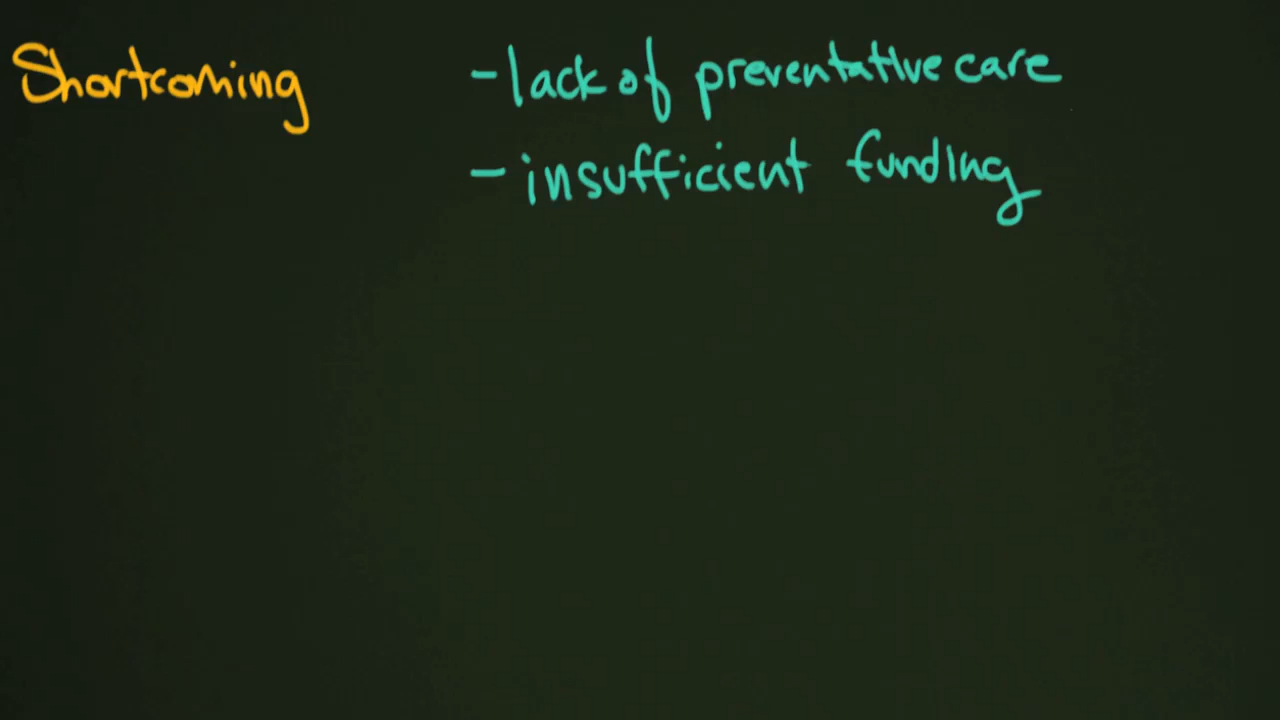 Shortcoming
-lack of preventative care
-insufficient funding